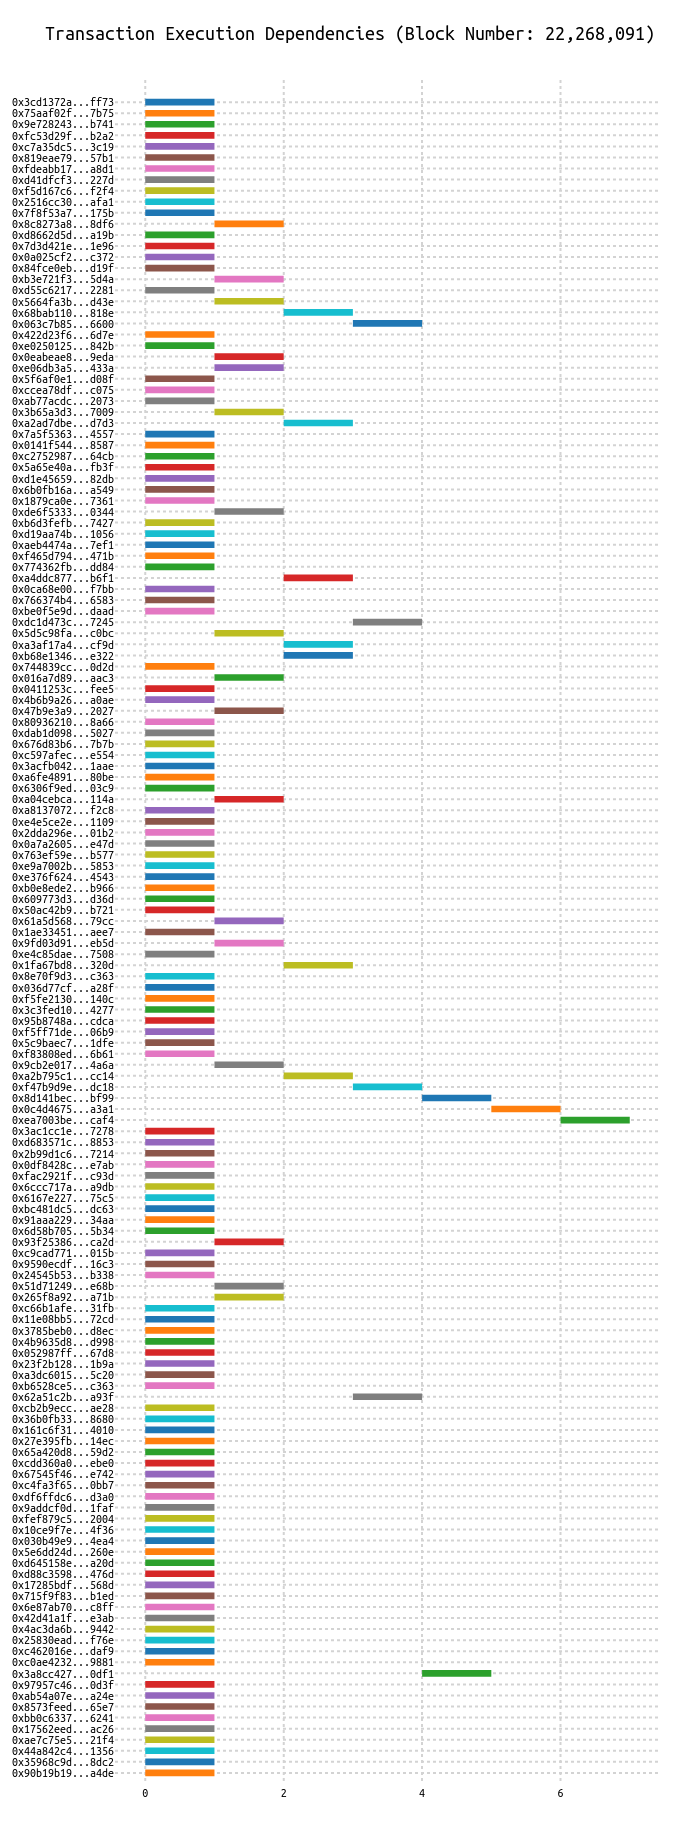 Transaction Execution Dependencies (Block Number: 22,268,091)
0x3cd1372a...ff73
0x75aaf02f...7b75
0x9e728243...b741
0xfc53d29f...b2a2
0xc7a35dc5...3c19
0x819eae79...57b1
0xfdeabb17...a8d1
0xd41dfcf3...227d
0xf5d167c6...f2f4
0x2516cc30...afa1
0x7f8f53a7...175b
0x8c8273a8...8df6
0xd8662d5d...a19b
0x7d3d421e...1e96
0x0a025cf2...c372
0x84fce0eb...d19f
0xb3e721f3...5d4a
0xd55c6217...2281
0x5664fa3b...d43e
0x68bab110...818e
0x063c7b85...6600
0x422d23f6...6d7e
0xe0250125...842b
0x0eabeae8...9eda
0xe06db3a5...433a
0x5f6af0e1...d08f
0xccea78df...c075
0xab77acdc...2073
0x3b65a3d3...7009
0xa2ad7dbe...d7d3
0x7a5f5363...4557
0x0141f544...8587
0xc2752987...64cb
0x5a65e40a...fb3f
0xd1e45659...82db
0x6b0fb16a...a549
0x1879ca0e...7361
0xde6f5333...0344
0xb6d3fefb...7427
0xd19aa74b...1056
0xaeb4474a...7ef1
0xf465d794...471b
0x774362fb...dd84
0xa4ddc877...b6f1
0x0ca68e00...f7bb
0x766374b4...6583
0xbe0f5e9d...daad
0xdc1d473c...7245
0x5d5c98fa...c0bc
0xa3af17a4...cf9d
0xb68e1346...e322
0x744839cc...0d2d
0x016a7d89...aac3
0x0411253c...fee5
0x4b6b9a26...a0ae
0x47b9e3a9...2027
0x80936210...8a66
0xdab1d098...5027
0x676d83b6...7b7b
0xc597afec...e554
0x3acfb042...1aae
0xa6fe4891...80be
0x6306f9ed...03c9
0xa04cebca...114a
0xa8137072...f2c8
0xe4e5ce2e...1109
0x2dda296e...01b2
0x0a7a2605...e47d
0x763ef59e...b577
0xe9a7002b...5853
0xe376f624...4543
0xb0e8ede2...b966
0x609773d3...d36d
0x50ac42b9...b721
0x61a5d568...79cc
0x1ae33451...aee7
0x9fd03d91...eb5d
0xe4c85dae...7508
0x1fa67bd8...320d
0x8e70f9d3...c363
0x036d77cf...a28f
0xf5fe2130...140c
0x3c3fed10...4277
0x95b8748a...cdca
0xf5ff71de...06b9
0x5c9baec7...1dfe
0xf83808ed...6b61
0x9cb2e017...4a6a
0xa2b795c1...cc14
0xf47b9d9e...dc18
0x8d141bec...bf99
0x0c4d4675...a3a1
0xea7003be...caf4
0x3ac1cc1e...7278
0xd683571c...8853
0x2b99d1c6...7214
0x0df8428c...e7ab
0xfac2921f...c93d
0x6ccc717a...a9db
0x6167e227...75c5
0xbc481dc5...dc63
0x91aaa229...34aa
0x6d58b705...5b34
0x93f25386...ca2d
0xc9cad771...015b
0x9590ecdf...16c3
0x24545b53...b338
0x51d71249...e68b
0x265f8a92...a71b
0xc66b1afe...31fb
0x11e08bb5...72cd
0x3785beb0...d8ec
0x4b9635d8...d998
0x052987ff...67d8
0x23f2b128...1b9a
0xa3dc6015...5c20
0xb6528ce5...c363
0x62a51c2b...a93f
0xcb2b9ecc...ae28
0x36b0fb33...8680
0x161c6f31...4010
0x27e395fb...14ec
0x65a420d8...59d2
0xcdd360a0...ebe0
0x67545f46...e742
0xc4fa3f65...0bb7
0xdf6ffdc6...d3a0
0x9addcf0d...1faf
0xfef879c5...2004
0x10ce9f7e...4f36
0x030b49e9...4ea4
0x5e6dd24d...260e
0xd645158e...a20d
0xd88c3598...476d
0x17285bdf...568d
0x715f9f83...b1ed
0x6e87ab70...c8ff
0x42d41a1f...e3ab
0x4ac3da6b...9442
0x25830ead...f76e
0xc462016e...daf9
0xc0ae4232...9881
0x3a8cc427...0df1
0x97957c46...0d3f
0xab54a07e...a24e
0x8573feed...65e7
0xbb0c6337...6241
0x17562eed...ac26
0xae7c75e5...21f4
0x44a842c4...1356
0x35968c9d...8dc2
0x90b19b19...a4de
0 2 4 6